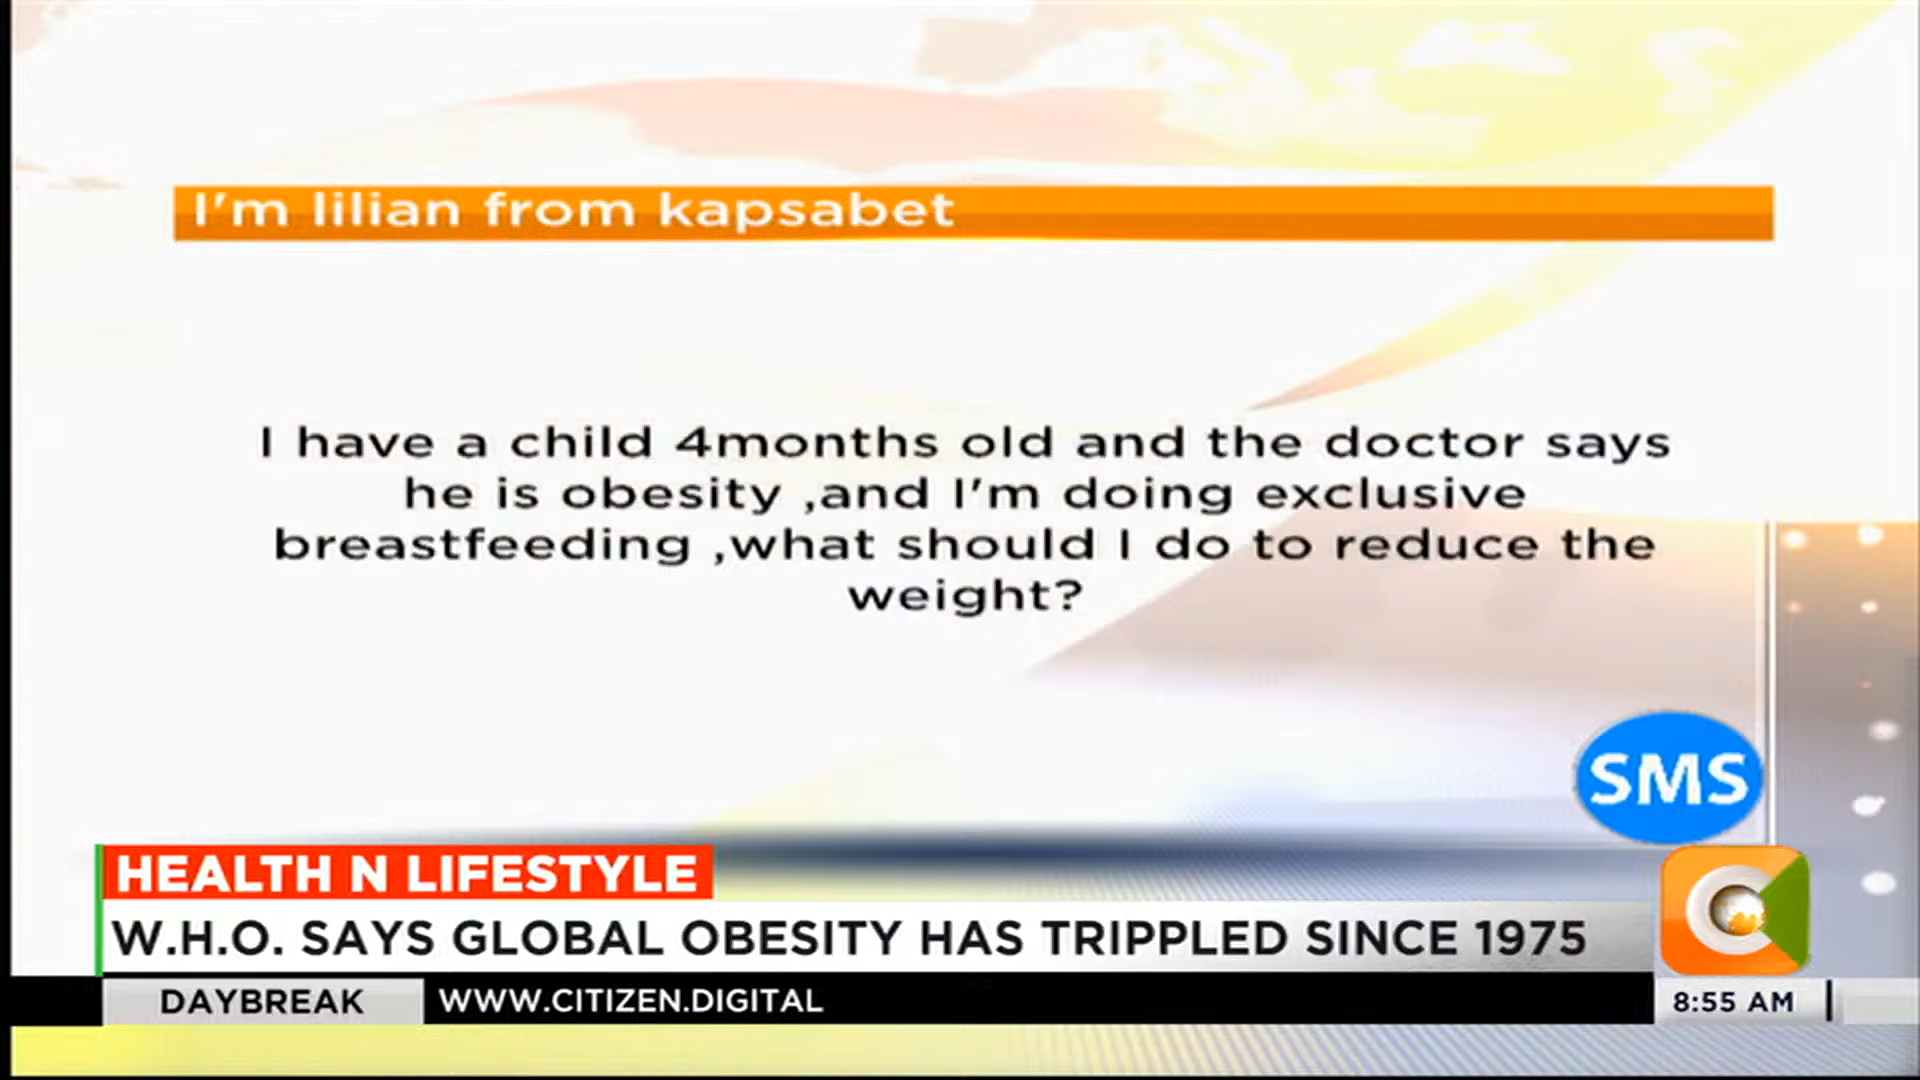 I'm lilian from kapsabet
I have a child 4months old and the doctor says
he is obesity ,and I'm doing exclusive
breastfeeding ,what should I do to reduce the
weight?
SMS
HEALTH N LIFESTYLE
W.H.O. SAYS GLOBAL OBESITY HAS TRIPPLED SINCE 1975
DAYBREAK
WWW.CITIZEN.DIGITAL
8:55 AM